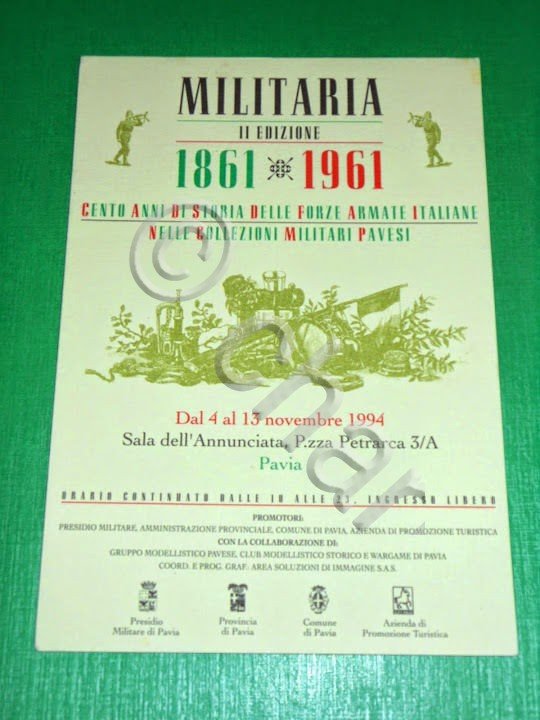 MILITARIA
II EDIZIONE
1861 1961
CENTO ANNI DI STORIA DELLE FORZE ARMATE ITALIANE
NELLE COLLEZIONI MILITARI PAVESI
Dal 4 al 13 novembre 1994
Sala dell'Annunciata, P.zza Petrarca 3/A
Pavia
ORARIO CONTINUATO DALLE 10 ALLE 23. INGRESSO LIBERO
PROMOTORI:
PRESIDIO MILITARE, AMMINISTRAZIONE PROVINCIALE, COMUNE DI PAVIA, AZIENDA DI PROMOZIONE TURISTICA
CON LA COLLABORAZIONE DI:
GRUPPO MODELLISTICO PAVESE, CLUB MODELLISTICO STORICO E WARGAME DI PAVIA
COORD. E PROG. GRAF: AREA SOLUZIONI DI IMMAGINE S.A.S.
Presidio
Militare di Pavia
Provincia
di Pavia
Comune
di Pavia
Azienda di
Promozione Turistica
© char